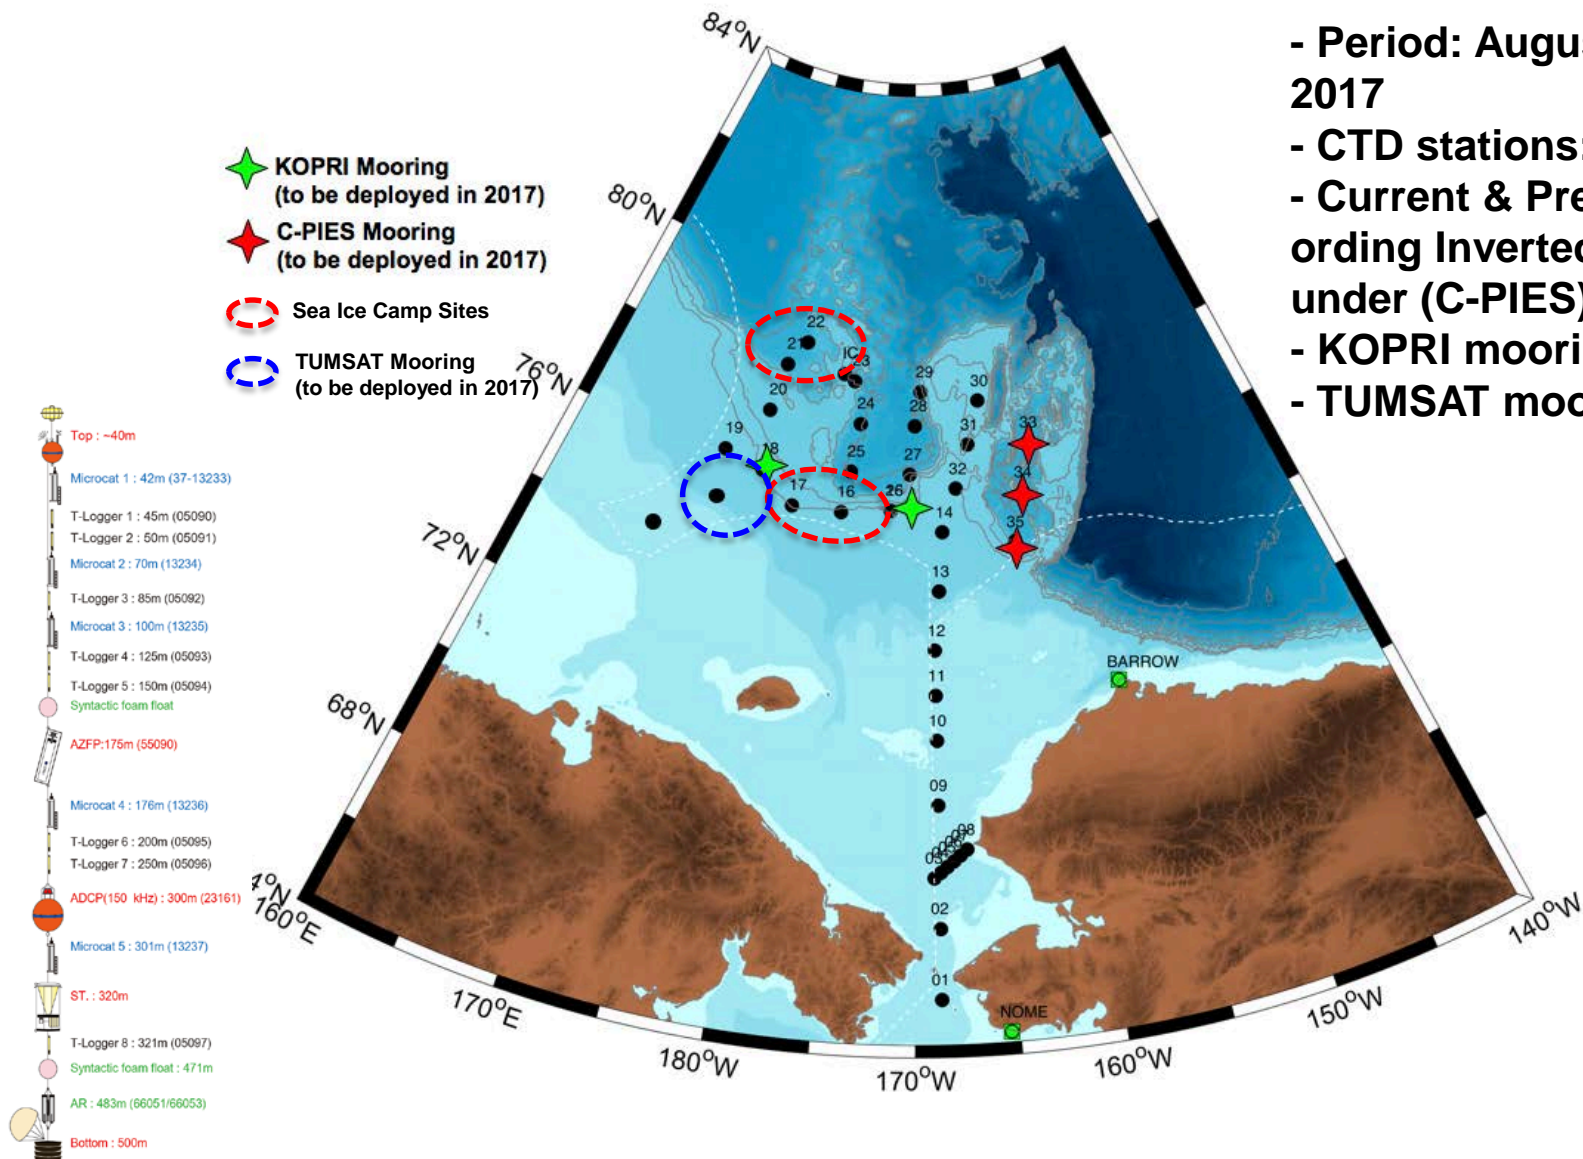 - Period: Augus
2017
- CTD stations:
- Current & Pre
ording Inverted
under (C-PIES)
- KOPRI moori
- TUMSAT moo
KOPRI Mooring
(to be deployed in 2017)
C-PIES Mooring
(to be deployed in 2017)
Sea Ice Camp Sites
TUMSAT Mooring
(to be deployed in 2017)
Top : ~40m
Microcat 1 : 42m (37-13233)
T-Logger 1 : 45m (05090)
T-Logger 2 : 50m (05091)
Microcat 2 : 70m (13234)
T-Logger 3 : 85m (05092)
Microcat 3 : 100m (13235)
T-Logger 4 : 125m (05093)
T-Logger 5 : 150m (05094)
Syntactic foam float
AZFP:175m (55090)
Microcat 4 : 176m (13236)
T-Logger 6 : 200m (05095)
T-Logger 7 : 250m (05096)
ADCP(150 kHz) : 300m (23161)
Microcat 5 : 301m (13237)
ST. : 320m
T-Logger 8 : 321m (05097)
Syntactic foam float : 471m
AR : 483m (66051/66053)
Bottom : 500m
84°N
80°N
76°N
72°N
68°N
4°N
160°E
170°E
180°W
170°W
160°W
150°W
140°W
22
21
IC
23
20
29
30
24
28
31
33
19
18
25
27
32
34
17
16
26
14
35
13
12
11
10
09
08
03
02
01
BARROW
NOME